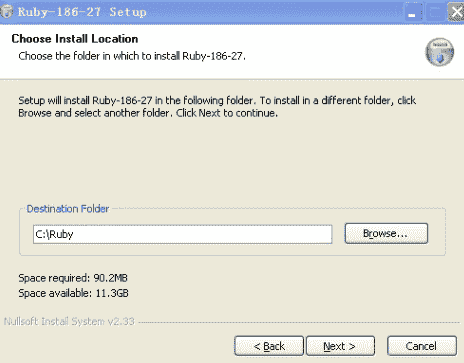 Ruby-186-27 Setup
Choose Install Location
Choose the folder in which to install Ruby-186-27.
Setup will install Ruby-186-27 in the following folder. To install in a different folder, click
Browse and select another folder. Click Next to continue.
Destination Folder
C:\Ruby
Browse...
Space required: 90.2MB
Space available: 11.3GB
Nullsoft Install System v2.33
< Back
Next >
Cancel